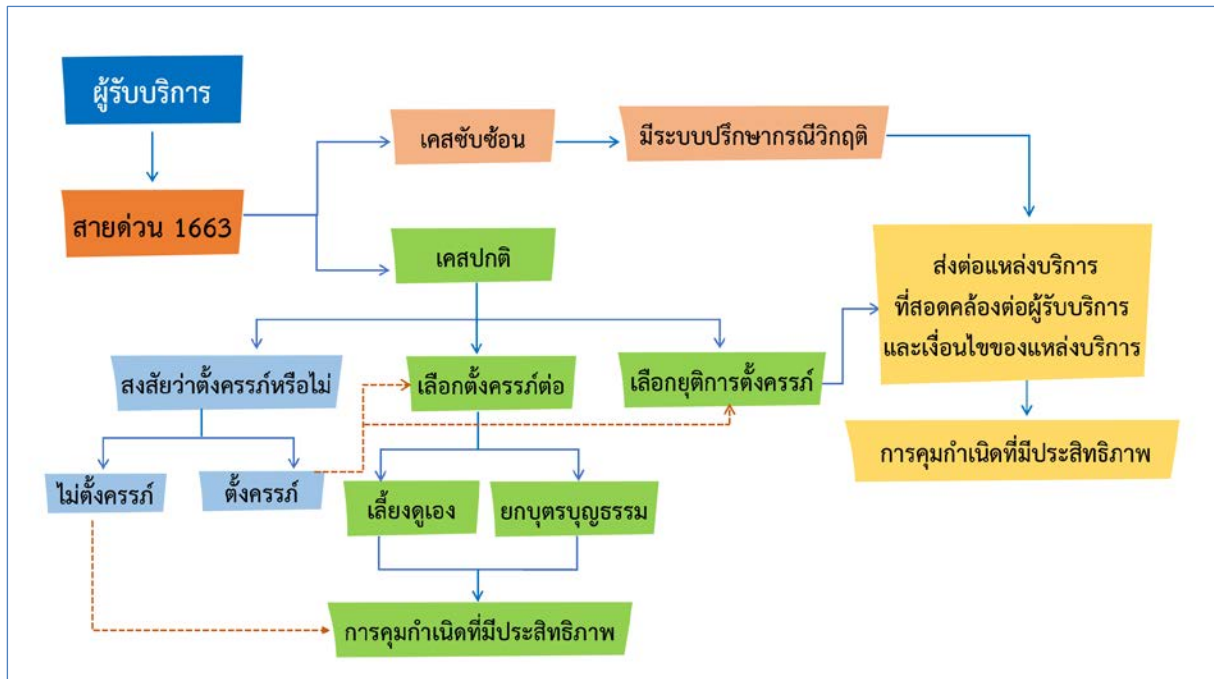 ผู้รับบริการ
เคสซับซ้อน
มีระบบปรึกษากรณีวิกฤติ
สายด่วน 1663
เคสปกติ
ส่งต่อแหล่งบริการ
ที่สอดคล้องต่อผู้รับบริการ
และเงื่อนไขของแหล่งบริการ
สงสัยว่าตั้งครรภ์หรือไม่
เลือกตั้งครรภ์ต่อ
เลือกยุติการตั้งครรภ์
การคุมกำเนิดที่มีประสิทธิภาพ
ไม่ตั้งครรภ์
ตั้งครรภ์
เลี้ยงดูเอง
ยกบุตรบุญธรรม
การคุมกำเนิดที่มีประสิทธิภาพ